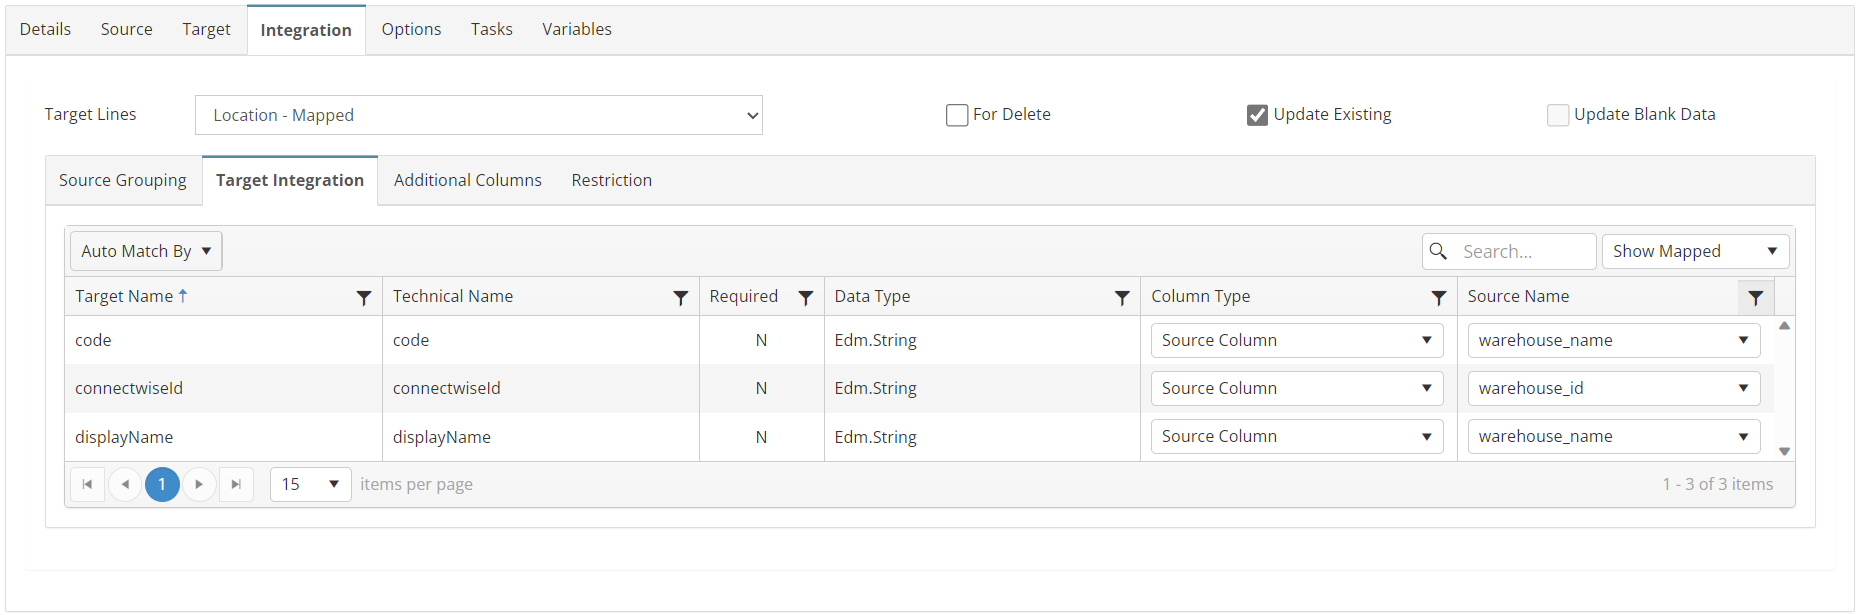 Details Source Target Integration Options Tasks Variables
Target Lines Location - Mapped For Delete Update Existing Update Blank Data
Source Grouping Target Integration Additional Columns Restriction
Auto Match By Search... Show Mapped
Target Name Technical Name Required Data Type Column Type Source Name
code code N Edm.String Source Column warehouse_name
connectwiseId connectwiseId N Edm.String Source Column warehouse_id
displayName displayName N Edm.String Source Column warehouse_name
1 15 items per page 1 - 3 of 3 items